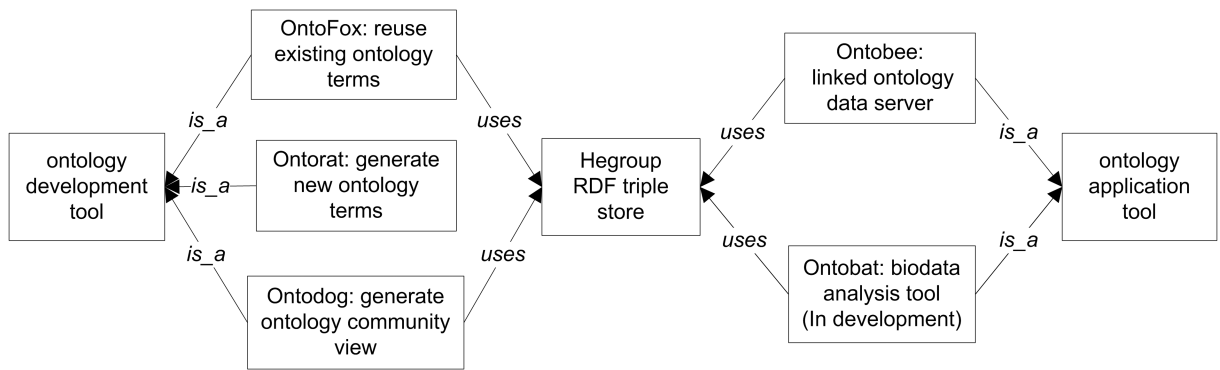 OntoFox: reuse
existing ontology
terms
Ontobee:
linked ontology
data server
is_a
uses
uses
is_a
ontology
development
tool
is_a
Ontorat: generate
new ontology
terms
Hegroup
RDF triple
store
ontology
application
tool
is_a
uses
uses
is_a
Ontodog: generate
ontology community
view
Ontobat: biodata
analysis tool
(In development)